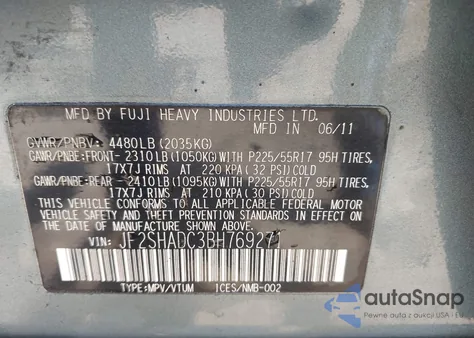 MFD BY FUJI HEAVY INDUSTRIES LTD.
IN 06/11
GVWR/PNBV: 4480LB (2035KG)
GAWR/PNBE:FRONT-2310LB(1050KG)WITH P225/55R17 95H TIRES,
17X7J RIMS AT 220 KPA(32 PSI)COLD
GAWR/PNBE:REAR -2410LB(1095KG)WITH P225/55R17 95H TIRES,
17X7J RIMS AT 210 KPA(30 PSI)COLD
THIS VEHICLE CONFORMS TO ALL APPLICABLE FEDERAL MOTOR
VEHICLE SAFETY, BUMPER, AND THEFT PREVENTION STANDARDS
IN EFFECT ON THE DATE OF MANUFACTURE SHOWN ABOVE.
VIN: JF2SHADC3BH769271
TYPE:MPV/VTUM ICES/NMB-002
autoSnap
Pewne auta z USA i